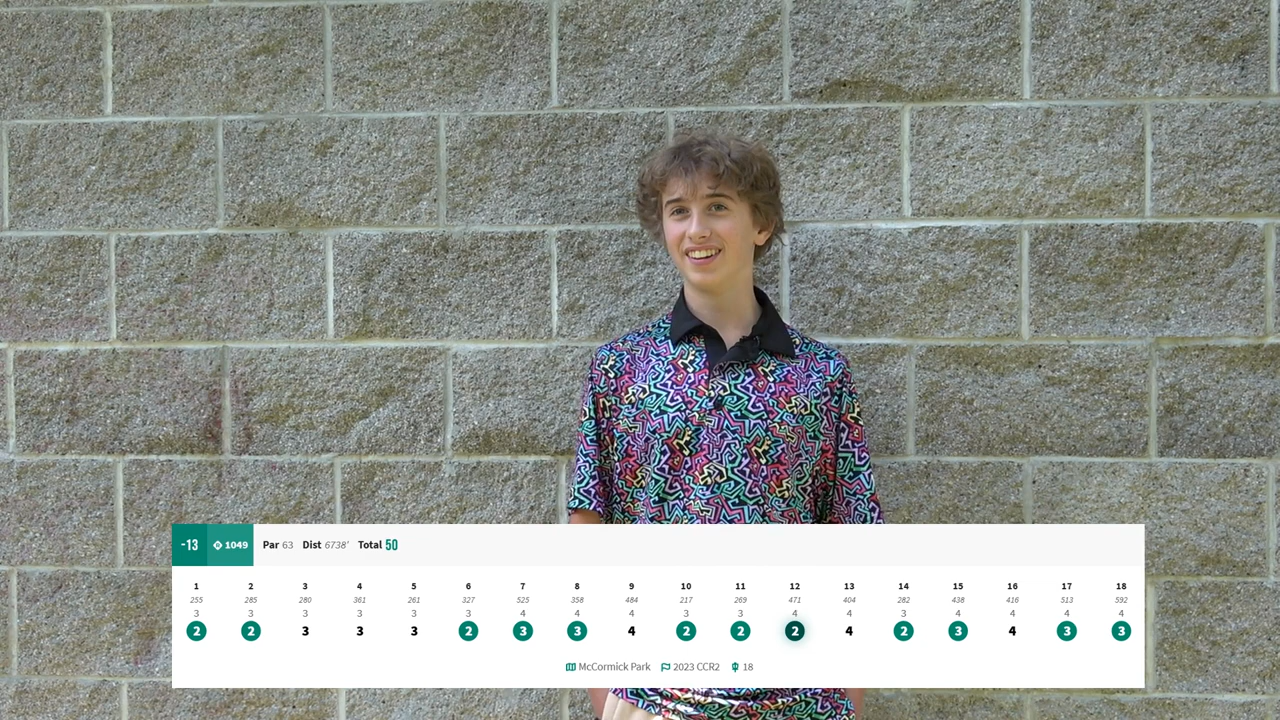 -13 1049 Par 63 Dist 6738' Total 50
1 2 3 4 5 6 7 8 9 10 11 12 13 14 15 16 17 18
255 285 280 361 261 327 525 358 484 217 269 471 404 282 438 416 513 592
3 3 3 3 3 3 4 4 4 3 3 4 4 3 4 4 4 4
2 2 3 3 3 2 3 3 4 2 2 2 4 2 3 4 3 3
McCormick Park 2023 CCR2 18